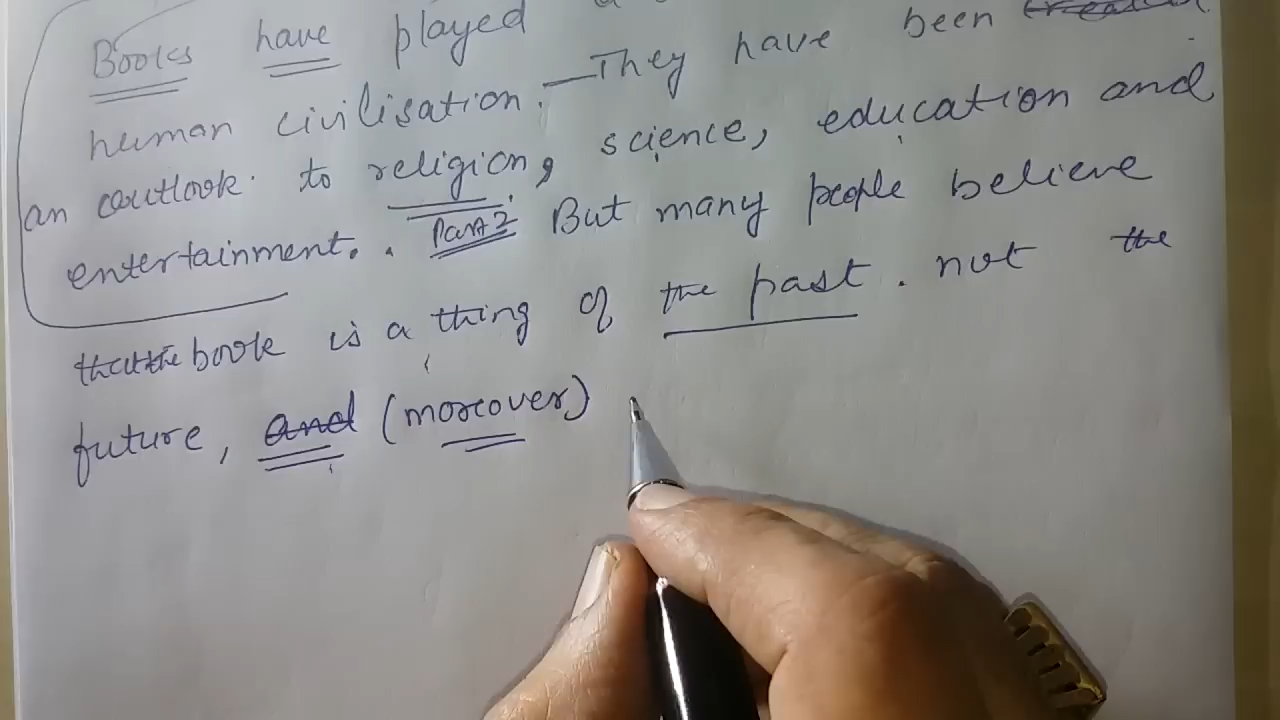 Books have played a
human civilisation. They have been
an outlook to religion, science, education and
entertainment. Part 2 But many people believe
that the book is a thing of the past. not the
future, and (moreover)